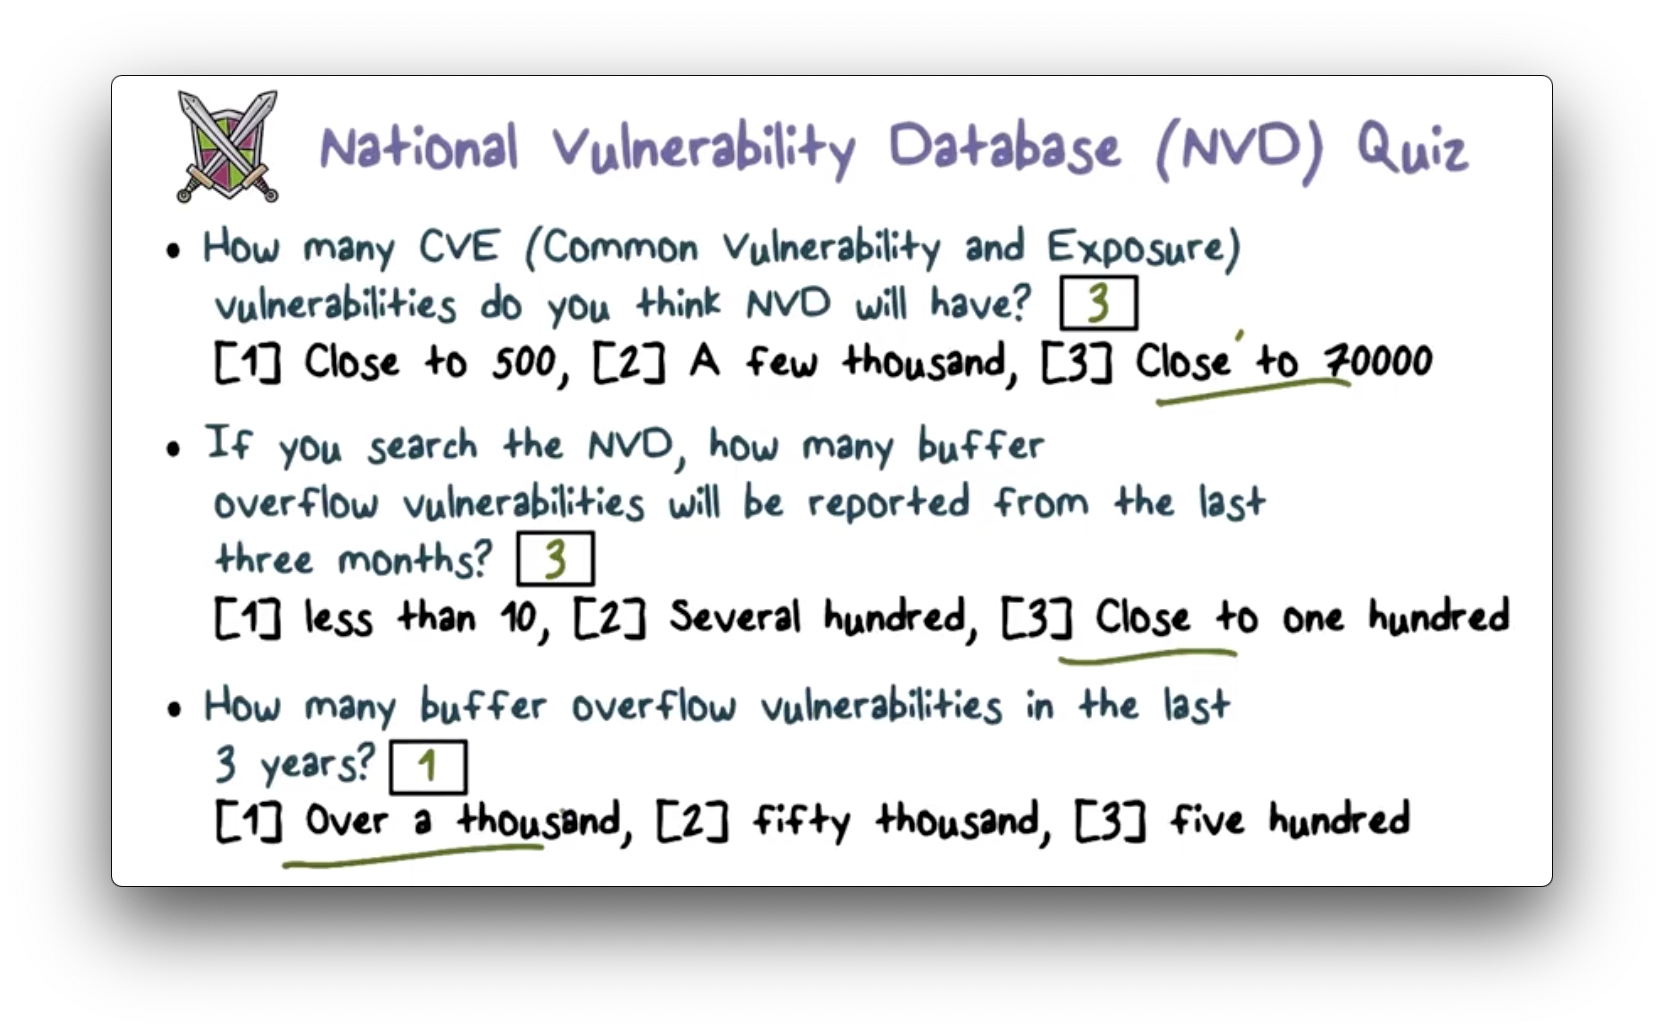 National Vulnerability Database (NVD) Quiz
• How many CVE (Common Vulnerability and Exposure)
vulnerabilities do you think NVD will have? 3
[1] Close to 500, [2] A few thousand, [3] Close to 70000
• If you search the NVD, how many buffer
overflow vulnerabilities will be reported from the last
three months? 3
[1] less than 10, [2] Several hundred, [3] Close to one hundred
• How many buffer overflow vulnerabilities in the last
3 years? 1
[1] Over a thousand, [2] fifty thousand, [3] five hundred